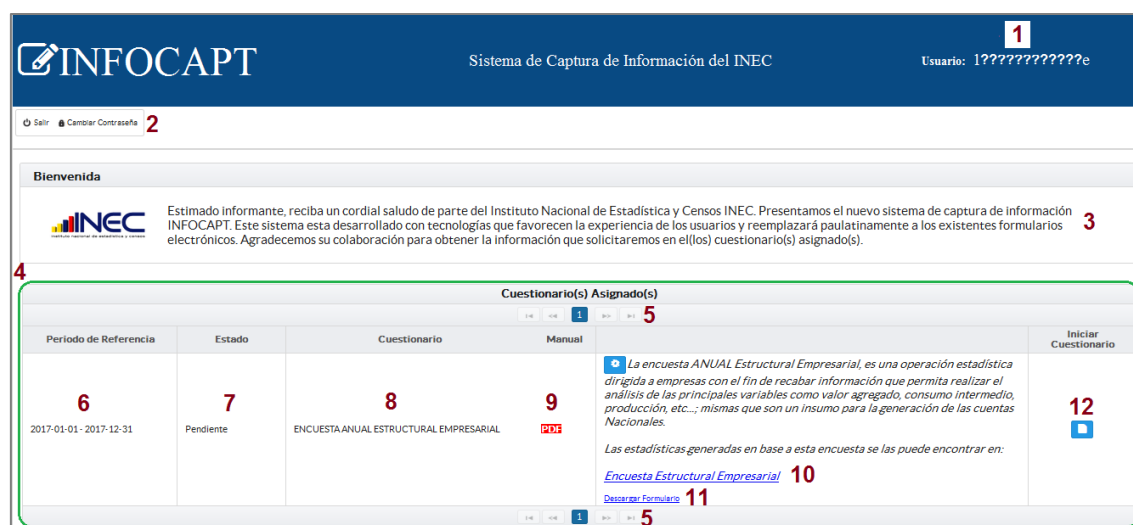 1
INFOCAPT
Sistema de Captura de Información del INEC
Usuario: 1????????????e
Salir Cambiar Contraseña 2
Bienvenida
INEC
instituto nacional de estadística y censos
Estimado informante, reciba un cordial saludo de parte del Instituto Nacional de Estadística y Censos INEC. Presentamos el nuevo sistema de captura de información
INFOCAPT. Este sistema esta desarrollado con tecnologías que favorecen la experiencia de los usuarios y reemplazará paulatinamente a los existentes formularios
electrónicos. Agradecemos su colaboración para obtener la información que solicitaremos en el(los) cuestionario(s) asignado(s).
3
4
Cuestionario(s) Asignado(s)
1 5
Periodo de Referencia Estado Cuestionario Manual Iniciar
Cuestionario
La encuesta ANUAL Estructural Empresarial, es una operación estadística
dirigida a empresas con el fin de recabar información que permita realizar el
análisis de las principales variables como valor agregado, consumo intermedio,
producción, etc...; mismas que son un insumo para la generación de las cuentas
Nacionales.
6 7 8 9 12
2017-01-01 - 2017-12-31 Pendiente ENCUESTA ANUAL ESTRUCTURAL EMPRESARIAL PDF
Las estadísticas generadas en base a esta encuesta se las puede encontrar en:
Encuesta Estructural Empresarial 10
Descargar Formulario 11
1 5